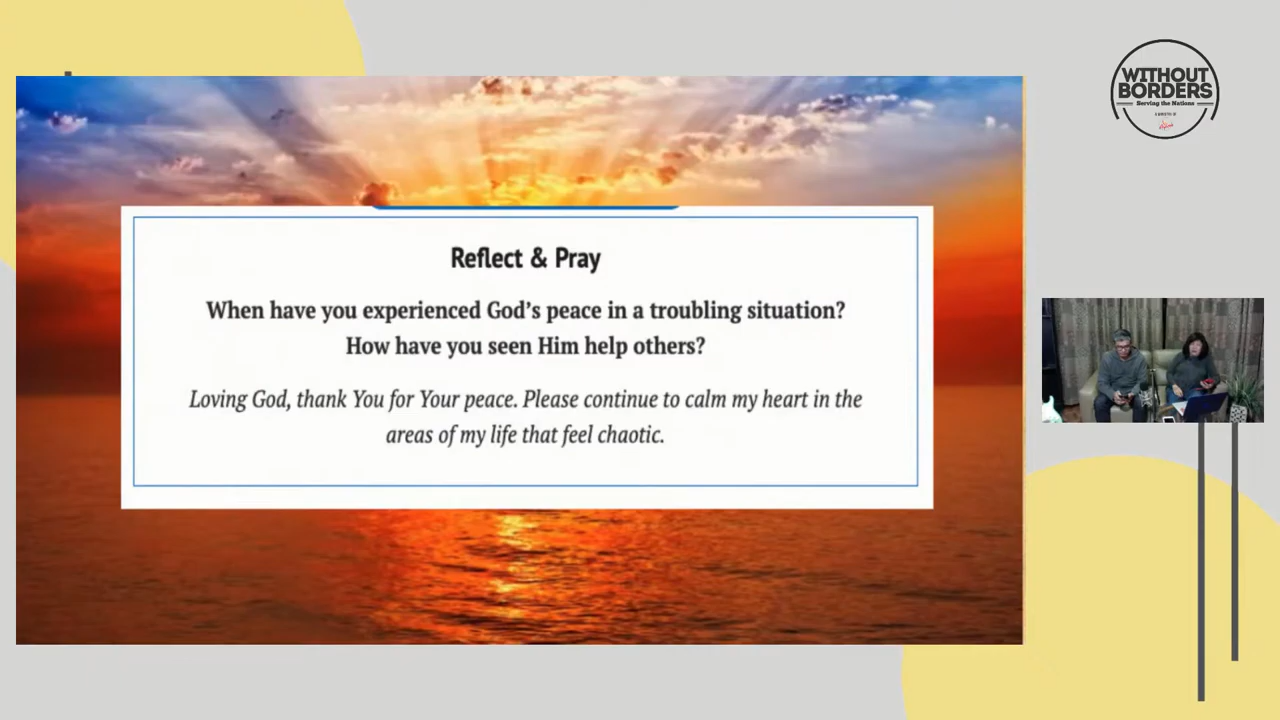 WITHOUT
BORDERS
Serving the Nations
Reflect & Pray
When have you experienced God's peace in a troubling situation?
How have you seen Him help others?
Loving God, thank You for Your peace. Please continue to calm my heart in the
areas of my life that feel chaotic.